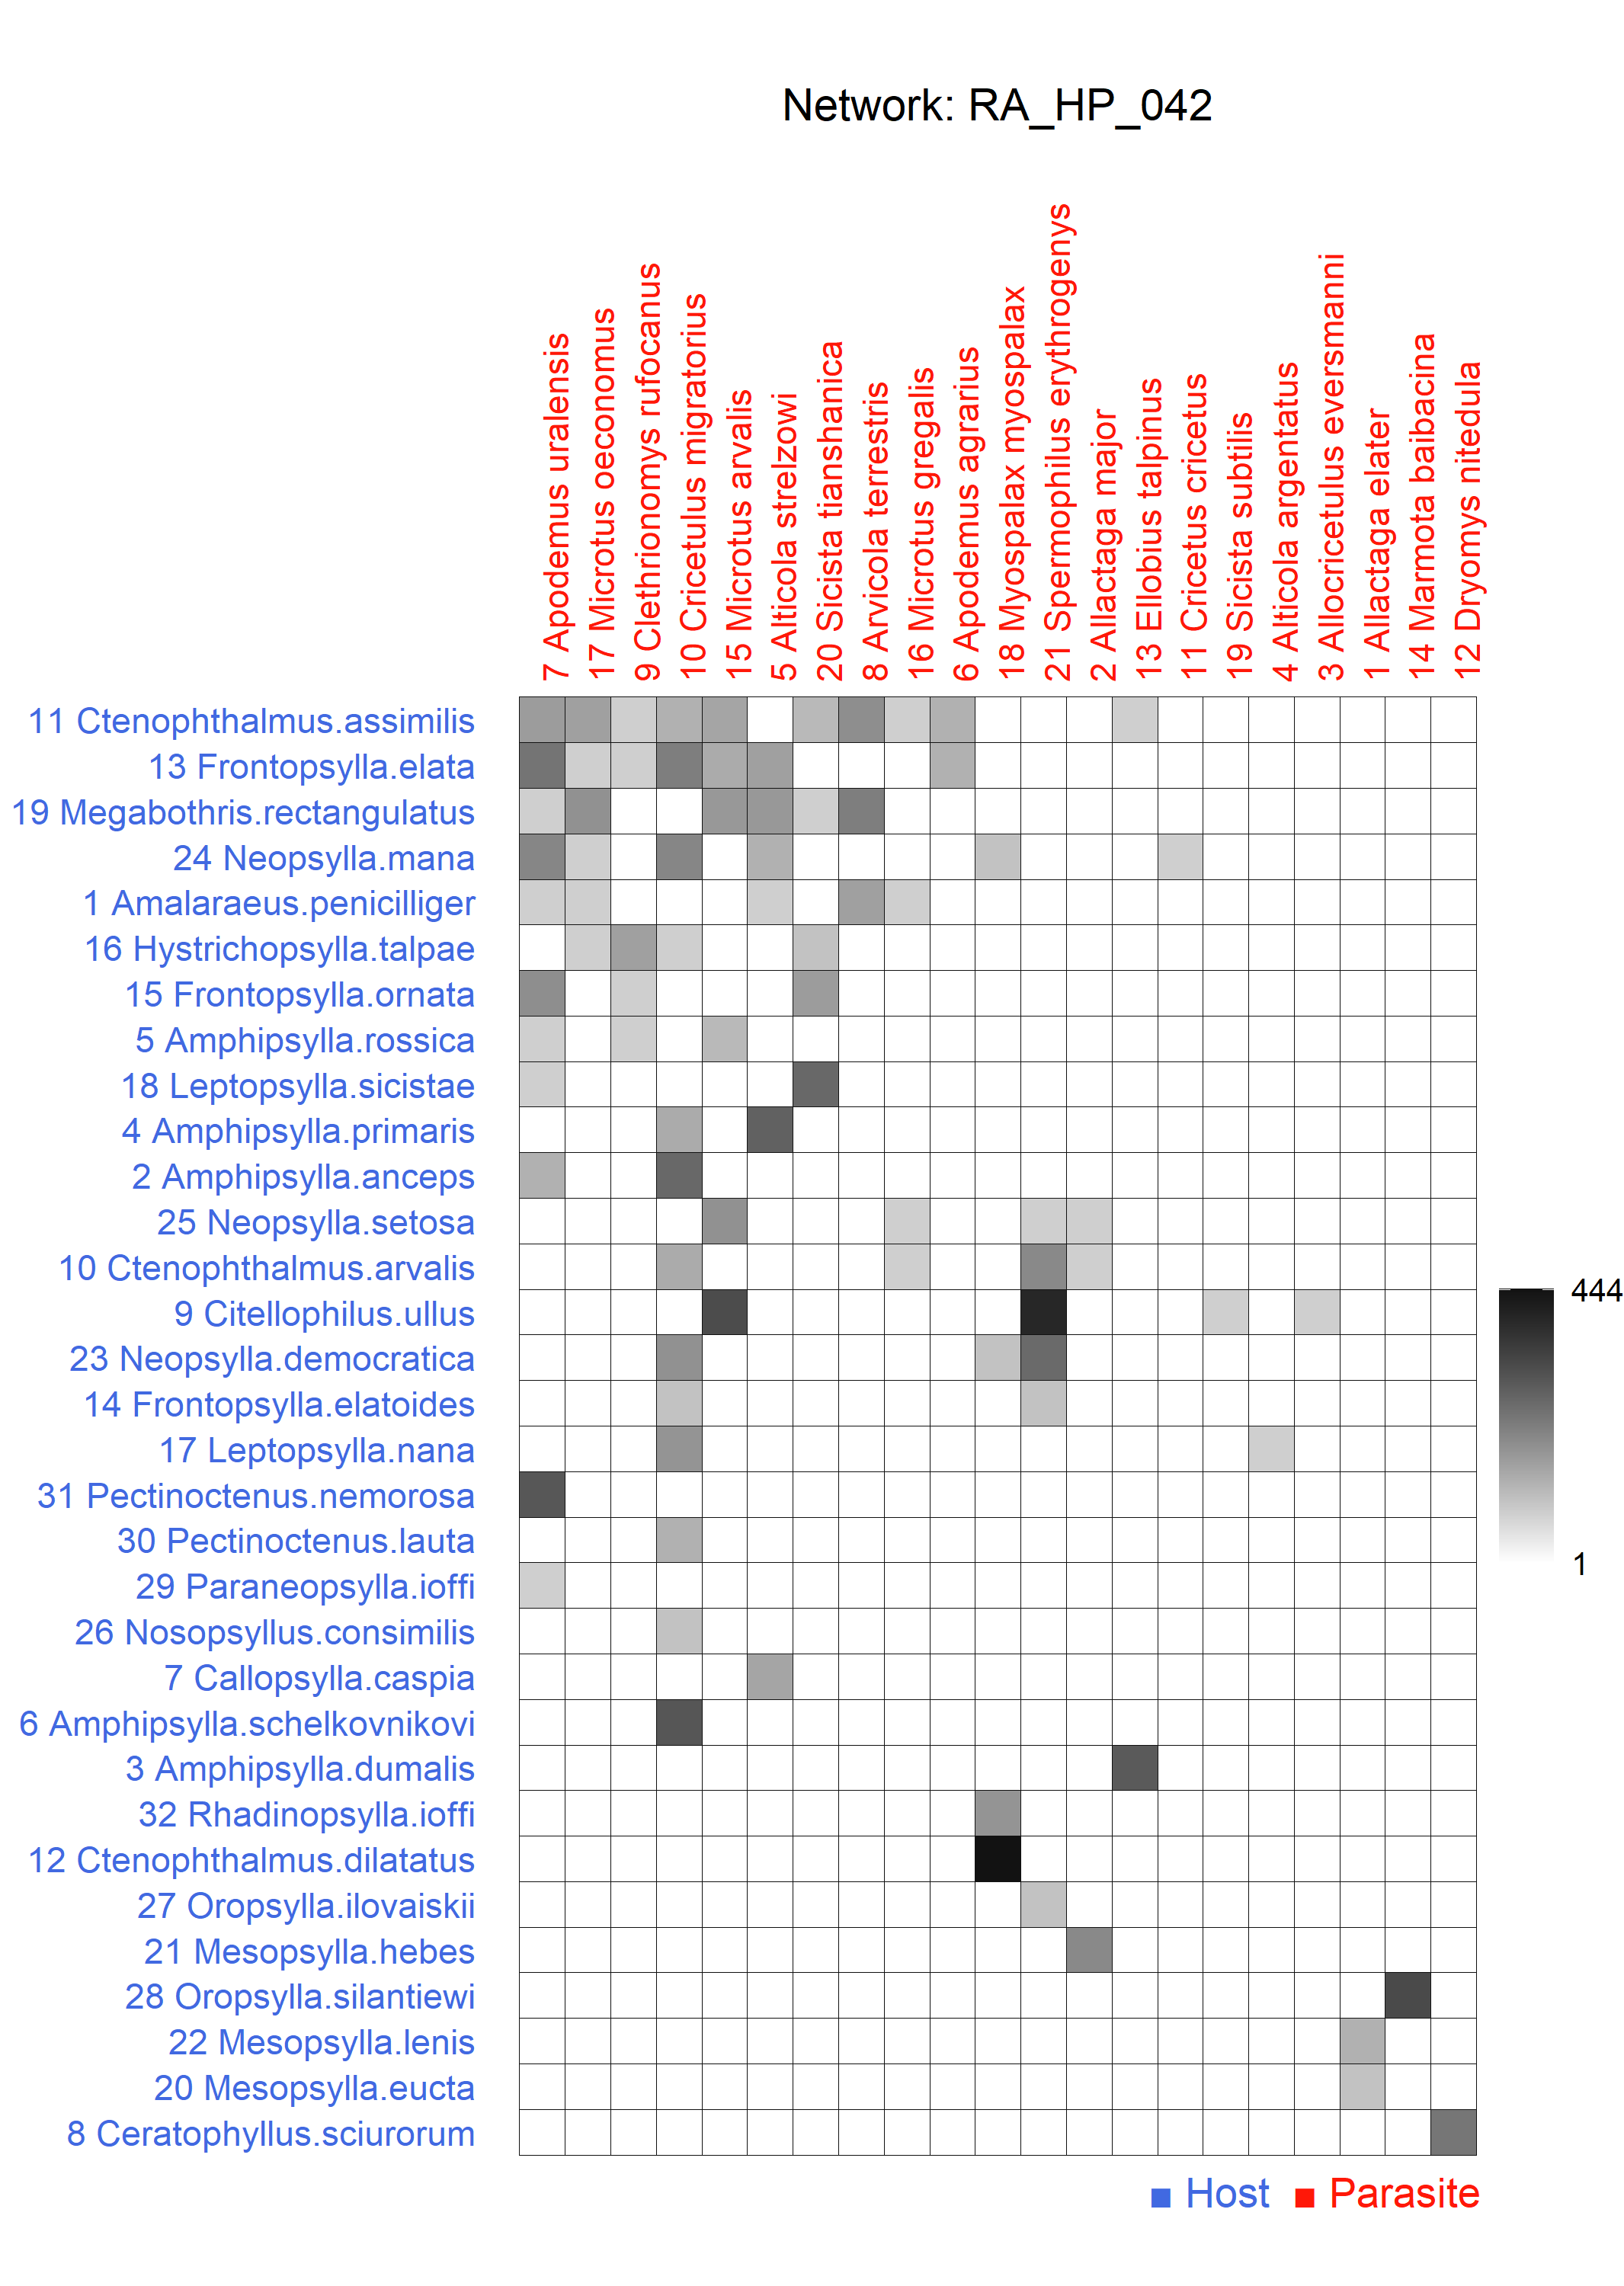 Network: RA_HP_042
7 Apodemus uralensis
17 Microtus oeconomus
9 Clethrionomys rufocanus
10 Cricetulus migratorius
15 Microtus arvalis
5 Alticola strelzowi
20 Sicista tianshanica
8 Arvicola terrestris
16 Microtus gregalis
6 Apodemus agrarius
18 Myospalax myospalax
21 Spermophilus erythrogenys
2 Allactaga major
13 Ellobius talpinus
11 Cricetus cricetus
19 Sicista subtilis
4 Alticola argentatus
3 Allocricetulus eversmanni
1 Allactaga elater
14 Marmota baibacina
12 Dryomys nitedula
11 Ctenophthalmus.assimilis
13 Frontopsylla.elata
19 Megabothris.rectangulatus
24 Neopsylla.mana
1 Amalaraeus.penicilliger
16 Hystrichopsylla.talpae
15 Frontopsylla.ornata
5 Amphipsylla.rossica
18 Leptopsylla.sicistae
4 Amphipsylla.primaris
2 Amphipsylla.anceps
25 Neopsylla.setosa
10 Ctenophthalmus.arvalis
9 Citellophilus.ullus
23 Neopsylla.democratica
14 Frontopsylla.elatoides
17 Leptopsylla.nana
31 Pectinoctenus.nemorosa
30 Pectinoctenus.lauta
29 Paraneopsylla.ioffi
26 Nosopsyllus.consimilis
7 Callopsylla.caspia
6 Amphipsylla.schelkovnikovi
3 Amphipsylla.dumalis
32 Rhadinopsylla.ioffi
12 Ctenophthalmus.dilatatus
27 Oropsylla.ilovaiskii
21 Mesopsylla.hebes
28 Oropsylla.silantiewi
22 Mesopsylla.lenis
20 Mesopsylla.eucta
8 Ceratophyllus.sciurorum
444
1
Host Parasite